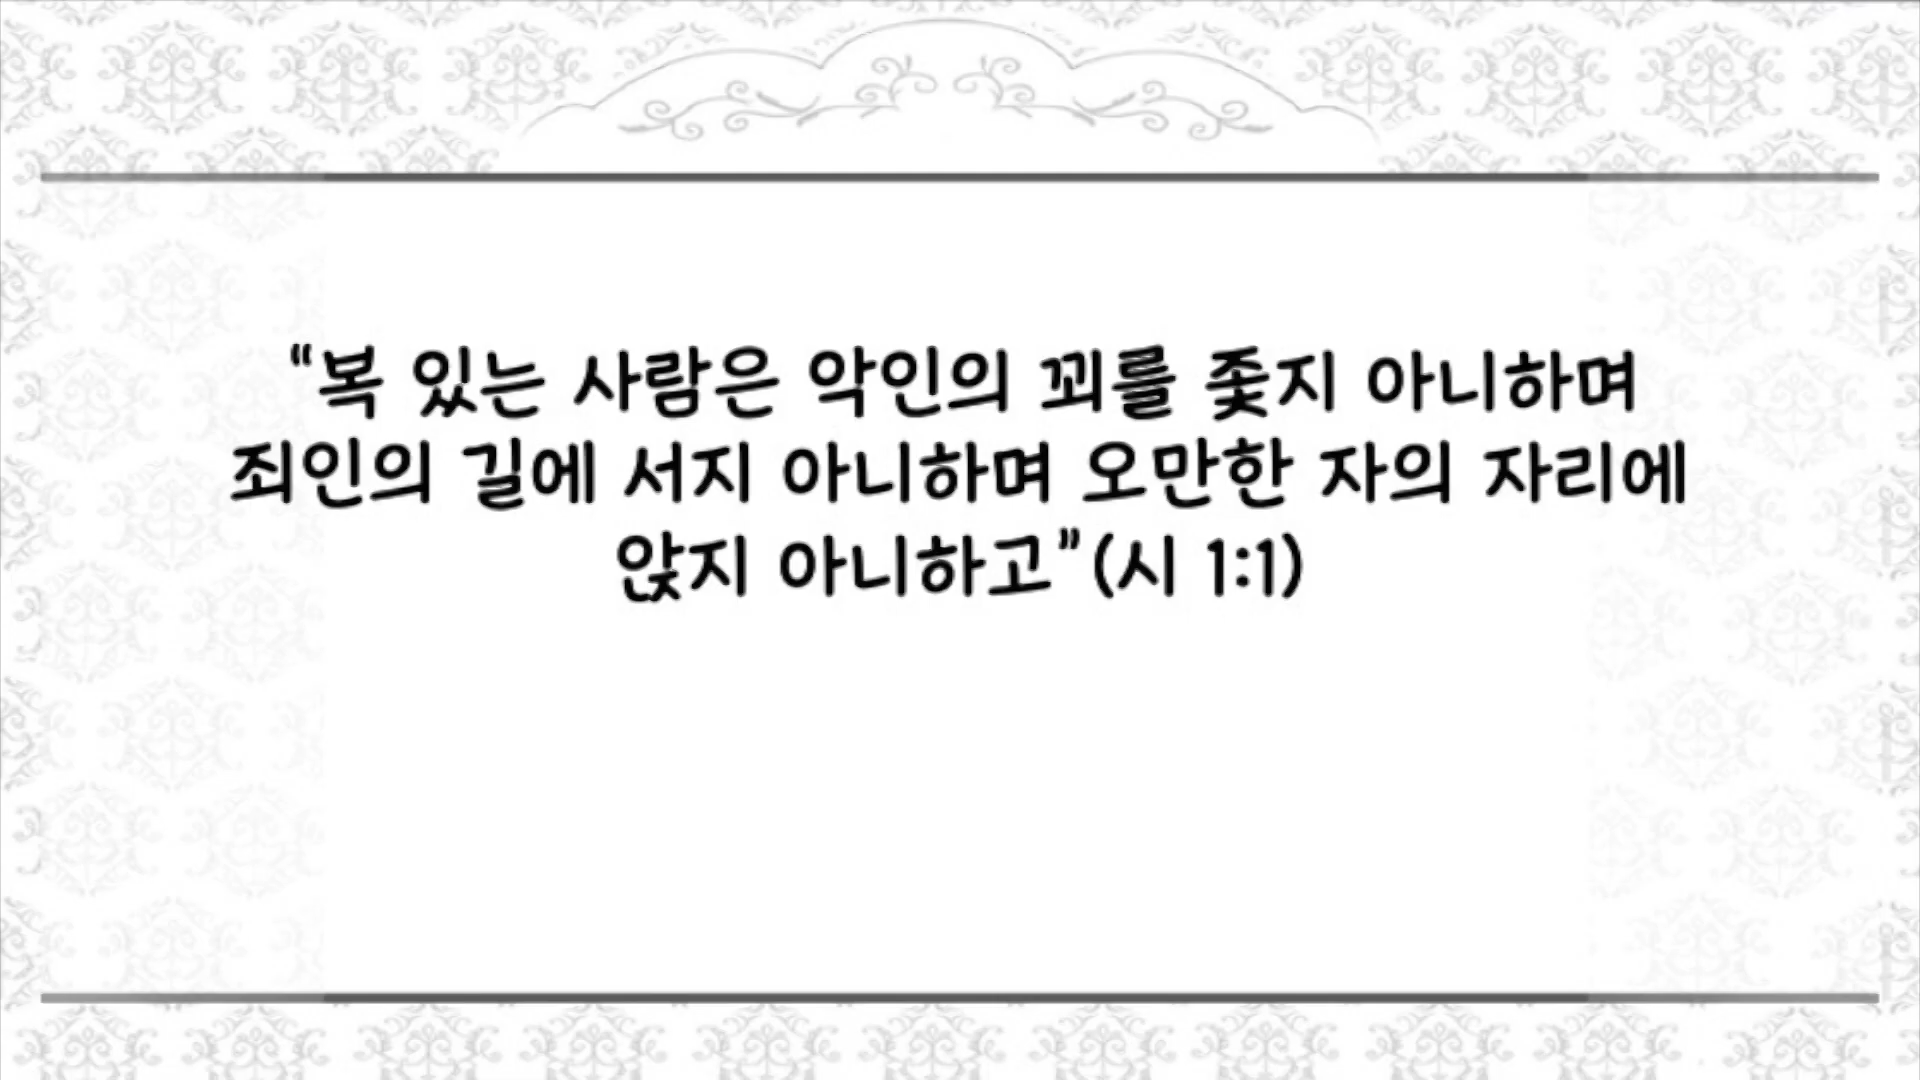 “복 있는 사람은 악인의 꾀를 좇지 아니하며
죄인의 길에 서지 아니하며 오만한 자의 자리에
앉지 아니하고”(시 1:1)